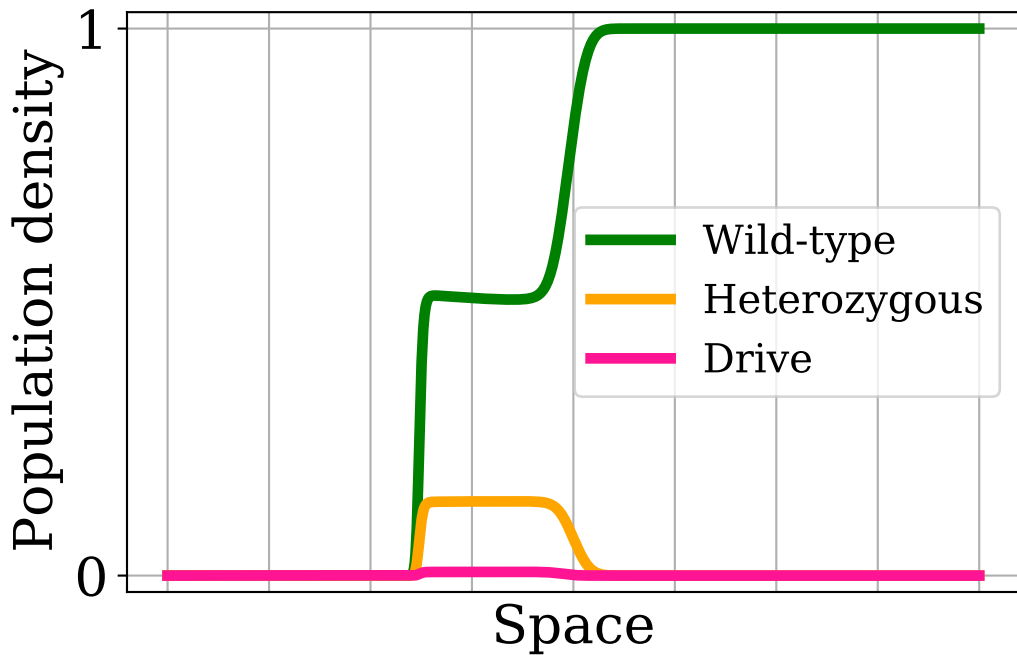 Population density
1
0
Wild-type
Heterozygous
Drive
Space